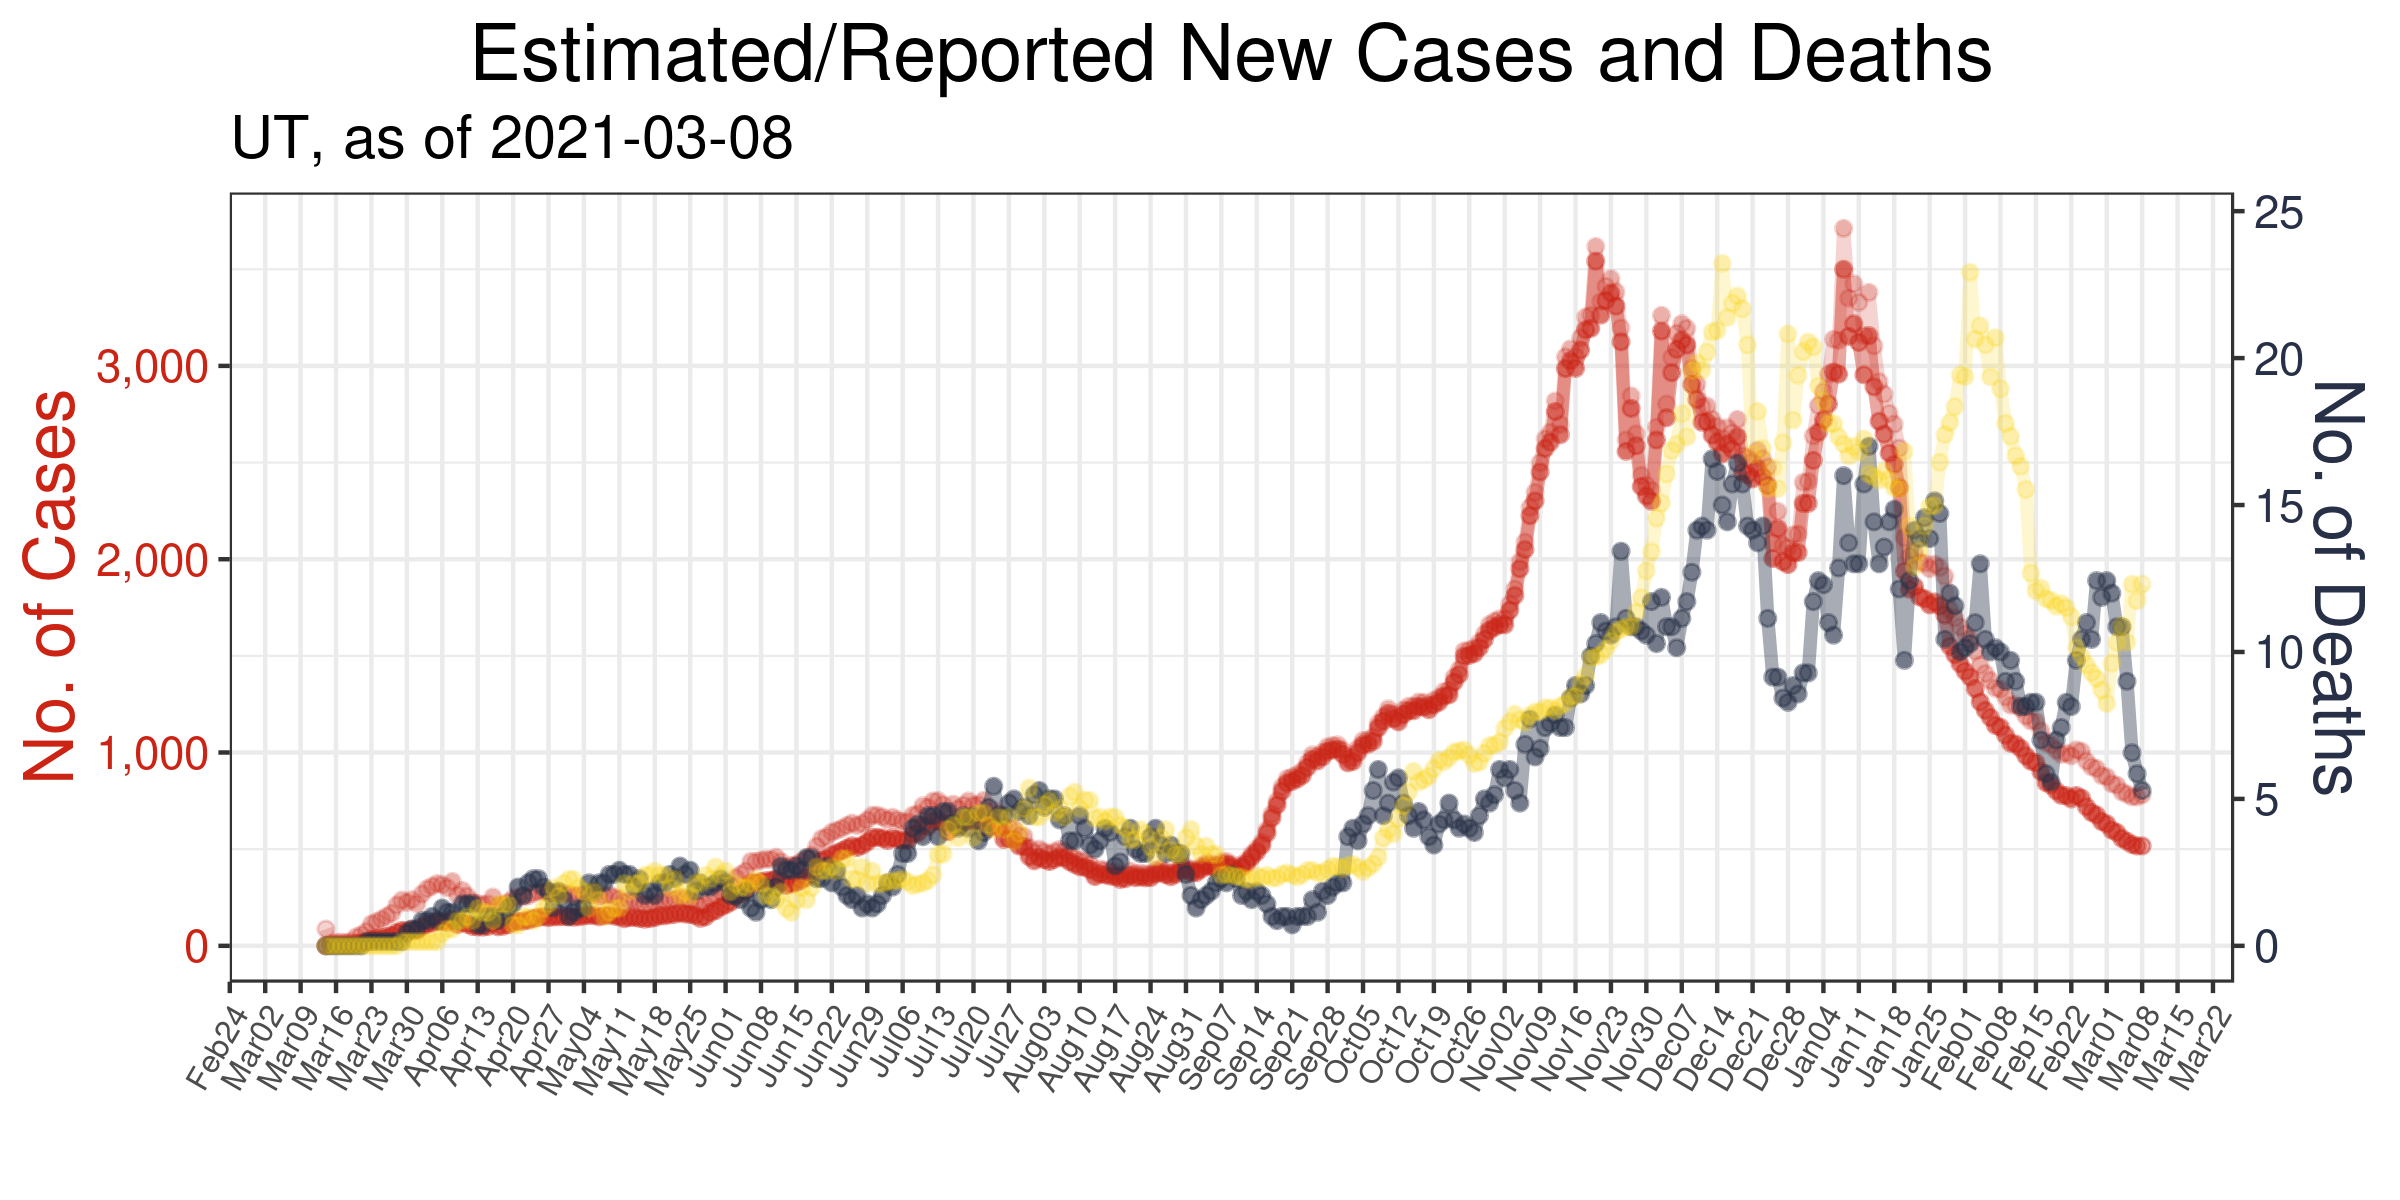 Estimated/Reported New Cases and Deaths
UT, as of 2021-03-08
No. of Cases
3,000
2,000
1,000
0
25
20
15
10
5
0
No. of Deaths
Feb24
Mar02
Mar09
Mar16
Mar23
Mar30
Apr06
Apr13
Apr20
Apr27
May04
May11
May18
May25
Jun01
Jun08
Jun15
Jun22
Jun29
Jul06
Jul13
Jul20
Jul27
Aug03
Aug10
Aug17
Aug24
Aug31
Sep07
Sep14
Sep21
Sep28
Oct05
Oct12
Oct19
Oct26
Nov02
Nov09
Nov16
Nov23
Nov30
Dec07
Dec14
Dec21
Dec28
Jan04
Jan11
Jan18
Jan25
Feb01
Feb08
Feb15
Feb22
Mar01
Mar08
Mar15
Mar22